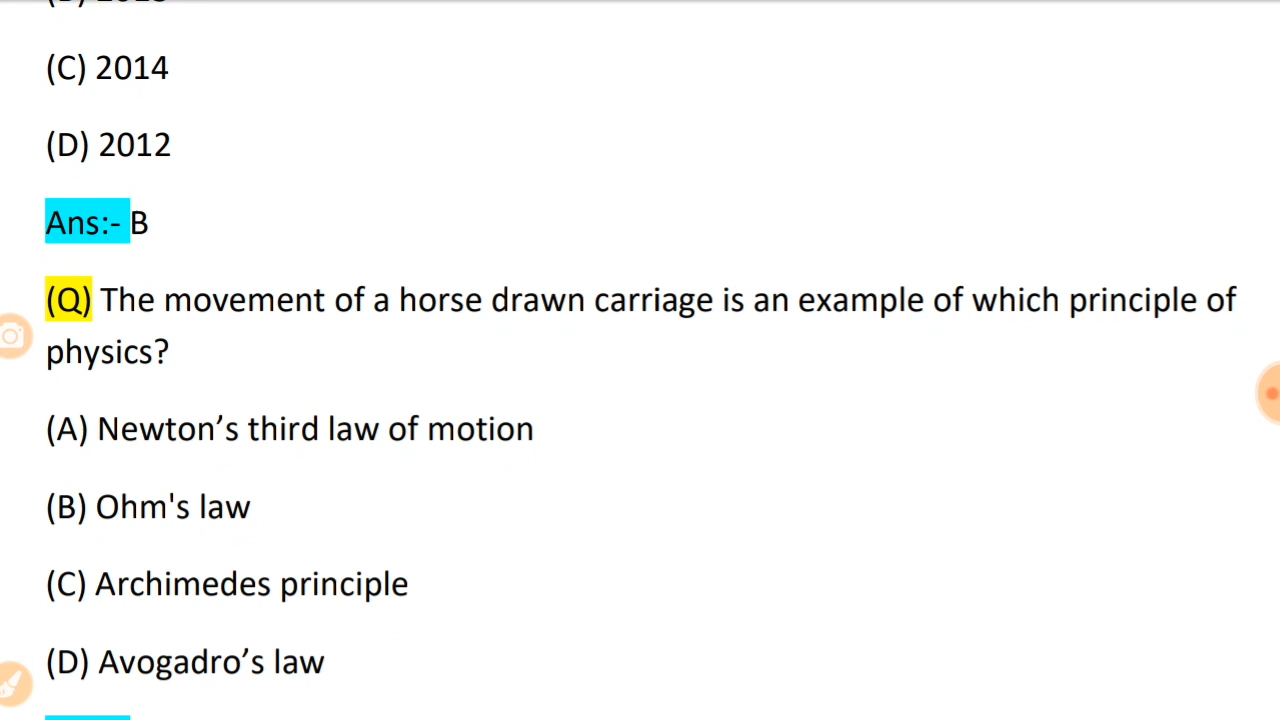 (C) 2014
(D) 2012
Ans:- B
(Q) The movement of a horse drawn carriage is an example of which principle of
physics?
(A) Newton’s third law of motion
(B) Ohm's law
(C) Archimedes principle
(D) Avogadro’s law